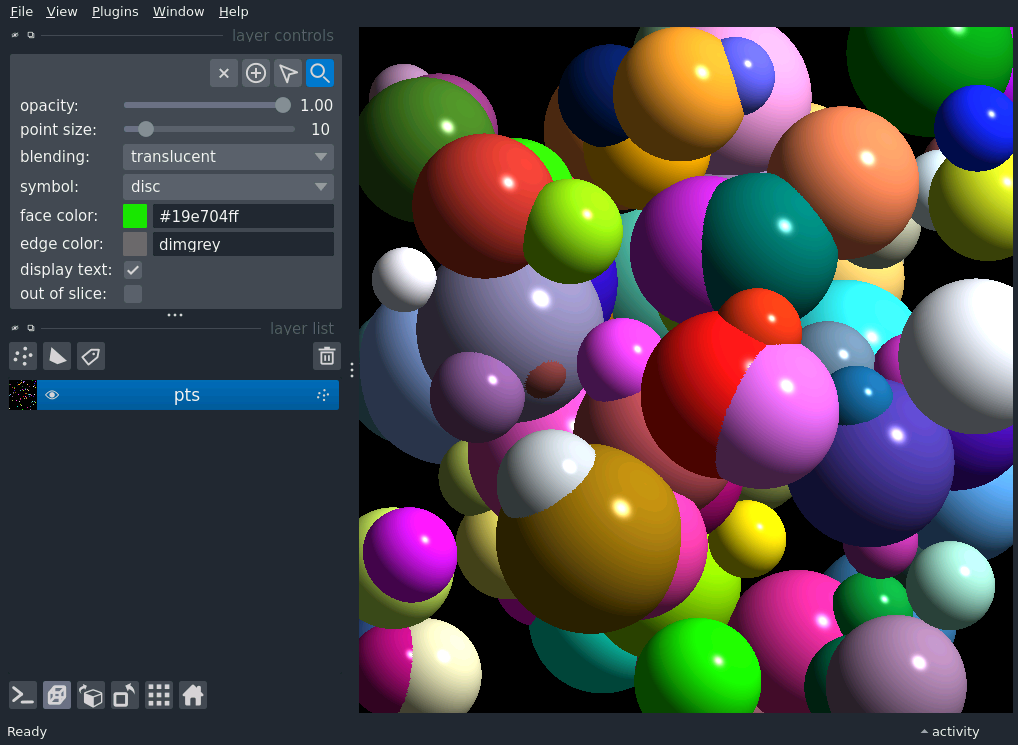 File View Plugins Window Help
layer controls
opacity: 1.00
point size: 10
blending: translucent
symbol: disc
face color: #19e704ff
edge color: dimgrey
display text:
out of slice:
layer list
pts
Ready activity